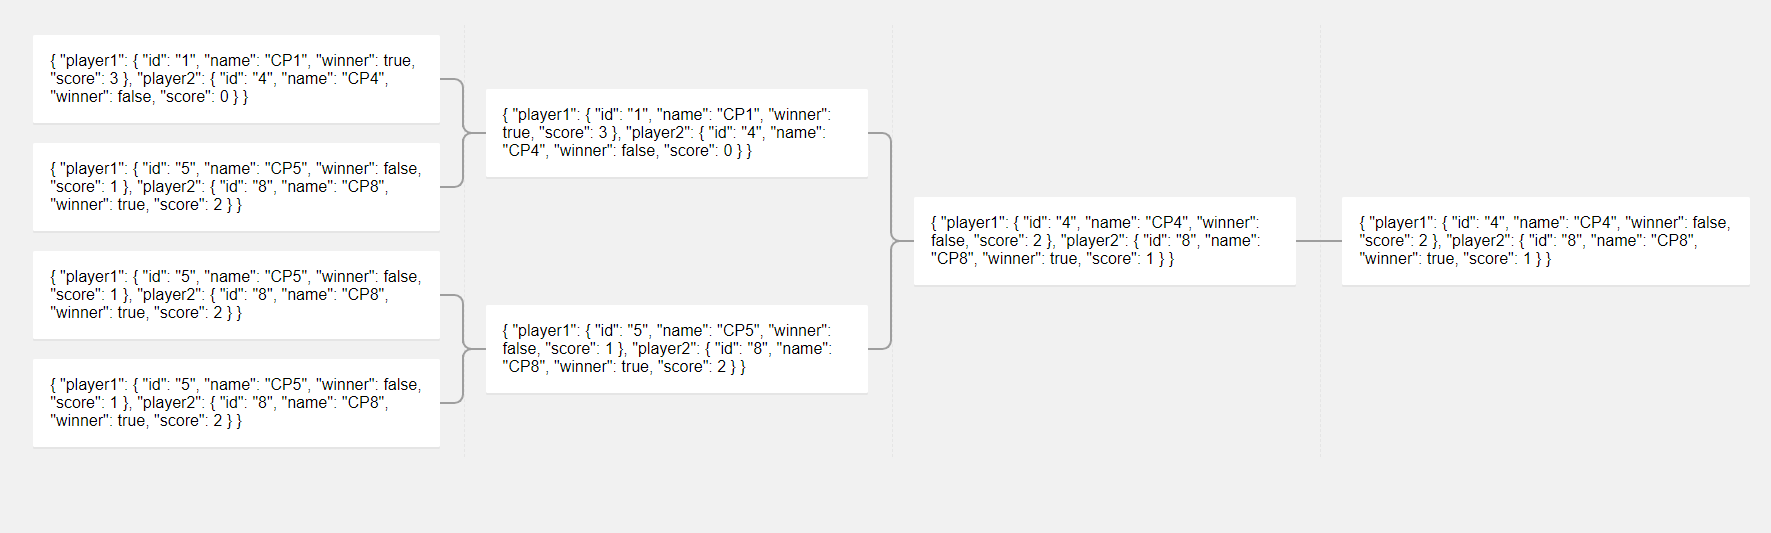 { "player1": { "id": "1", "name": "CP1", "winner": true,
"score": 3 }, "player2": { "id": "4", "name": "CP4",
"winner": false, "score": 0 } }
{ "player1": { "id": "5", "name": "CP5", "winner": false,
"score": 1 }, "player2": { "id": "8", "name": "CP8",
"winner": true, "score": 2 } }
{ "player1": { "id": "5", "name": "CP5", "winner": false,
"score": 1 }, "player2": { "id": "8", "name": "CP8",
"winner": true, "score": 2 } }
{ "player1": { "id": "5", "name": "CP5", "winner": false,
"score": 1 }, "player2": { "id": "8", "name": "CP8",
"winner": true, "score": 2 } }
{ "player1": { "id": "1", "name": "CP1", "winner":
true, "score": 3 }, "player2": { "id": "4", "name":
"CP4", "winner": false, "score": 0 } }
{ "player1": { "id": "5", "name": "CP5", "winner":
false, "score": 1 }, "player2": { "id": "8", "name":
"CP8", "winner": true, "score": 2 } }
{ "player1": { "id": "4", "name": "CP4", "winner":
false, "score": 2 }, "player2": { "id": "8", "name":
"CP8", "winner": true, "score": 1 } }
{ "player1": { "id": "4", "name": "CP4", "winner": false,
"score": 2 }, "player2": { "id": "8", "name": "CP8",
"winner": true, "score": 1 } }